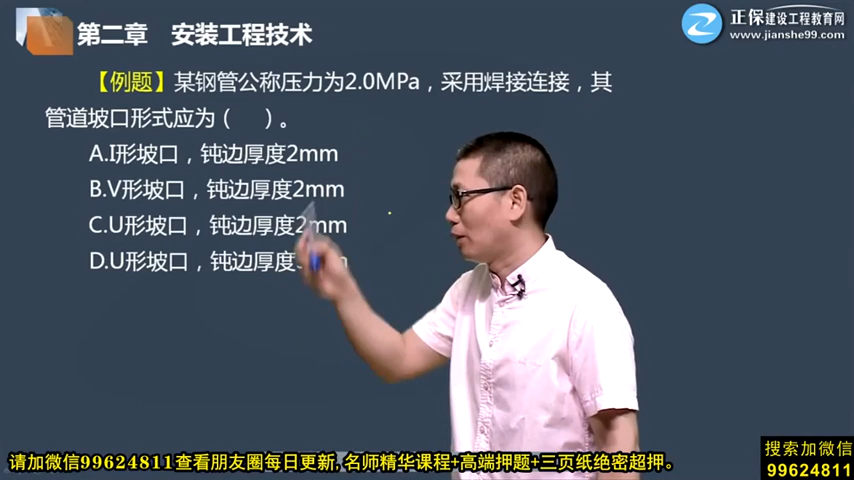 第二章 安装工程技术
正保建设工程教育网
www.jianshe99.com
【例题】某钢管公称压力为2.0MPa，采用焊接连接，其
管道坡口形式应为（ ）。
A.I形坡口，钝边厚度2mm
B.V形坡口，钝边厚度2mm
C.U形坡口，钝边厚度2mm
D.U形坡口，钝边厚度
请加微信99624811查看朋友圈每日更新,名师精华课程+高端押题+三页纸绝密超押。
搜索加微信
99624811